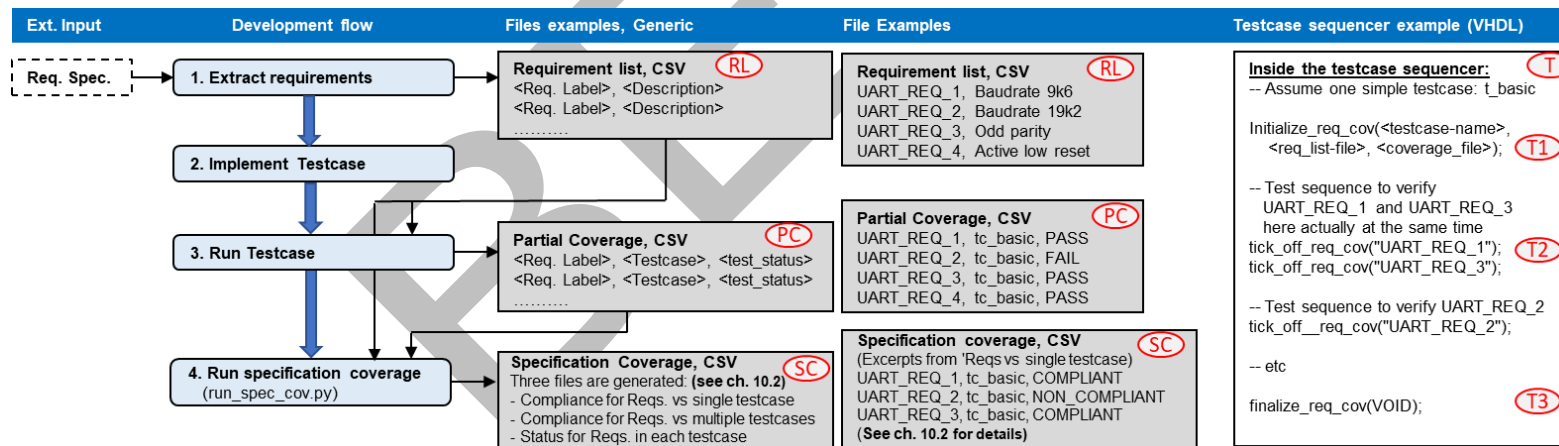 Ext. Input
Development flow
Files examples, Generic
File Examples
Testcase sequencer example (VHDL)
Req. Spec.
1. Extract requirements
2. Implement Testcase
3. Run Testcase
4. Run specification coverage
(run_spec_cov.py)
Requirement list, CSV
RL
<Req. Label>, <Description>
<Req. Label>, <Description>
..........
Partial Coverage, CSV
PC
<Req. Label>, <Testcase>, <test_status>
<Req. Label>, <Testcase>, <test_status>
..........
Specification Coverage, CSV
SC
Three files are generated: (see ch. 10.2)
- Compliance for Reqs. vs single testcase
- Compliance for Reqs. vs multiple testcases
- Status for Reqs. in each testcase
Requirement list, CSV
RL
UART_REQ_1, Baudrate 9k6
UART_REQ_2, Baudrate 19k2
UART_REQ_3, Odd parity
UART_REQ_4, Active low reset
Partial Coverage, CSV
PC
UART_REQ_1, tc_basic, PASS
UART_REQ_2, tc_basic, FAIL
UART_REQ_3, tc_basic, PASS
UART_REQ_4, tc_basic, PASS
Specification coverage, CSV
SC
(Excerpts from 'Reqs vs single testcase)
UART_REQ_1, tc_basic, COMPLIANT
UART_REQ_2, tc_basic, NON_COMPLIANT
UART_REQ_3, tc_basic, COMPLIANT
(See ch. 10.2 for details)
Inside the testcase sequencer:
T
-- Assume one simple testcase: t_basic
Initialize_req_cov(<testcase-name>,
<req_list-file>, <coverage_file>);
T1
-- Test sequence to verify
UART_REQ_1 and UART_REQ_3
here actually at the same time
tick_off_req_cov("UART_REQ_1");
T2
tick_off_req_cov("UART_REQ_3");
-- Test sequence to verify UART_REQ_2
tick_off__req_cov("UART_REQ_2");
-- etc
finalize_req_cov(VOID);
T3